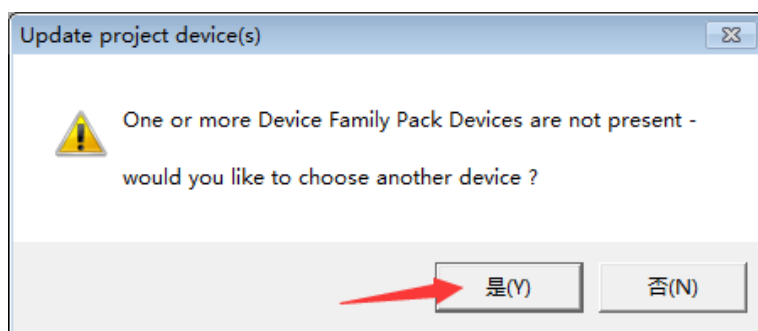 Update project device(s)
One or more Device Family Pack Devices are not present -
would you like to choose another device ?
是(Y)
否(N)